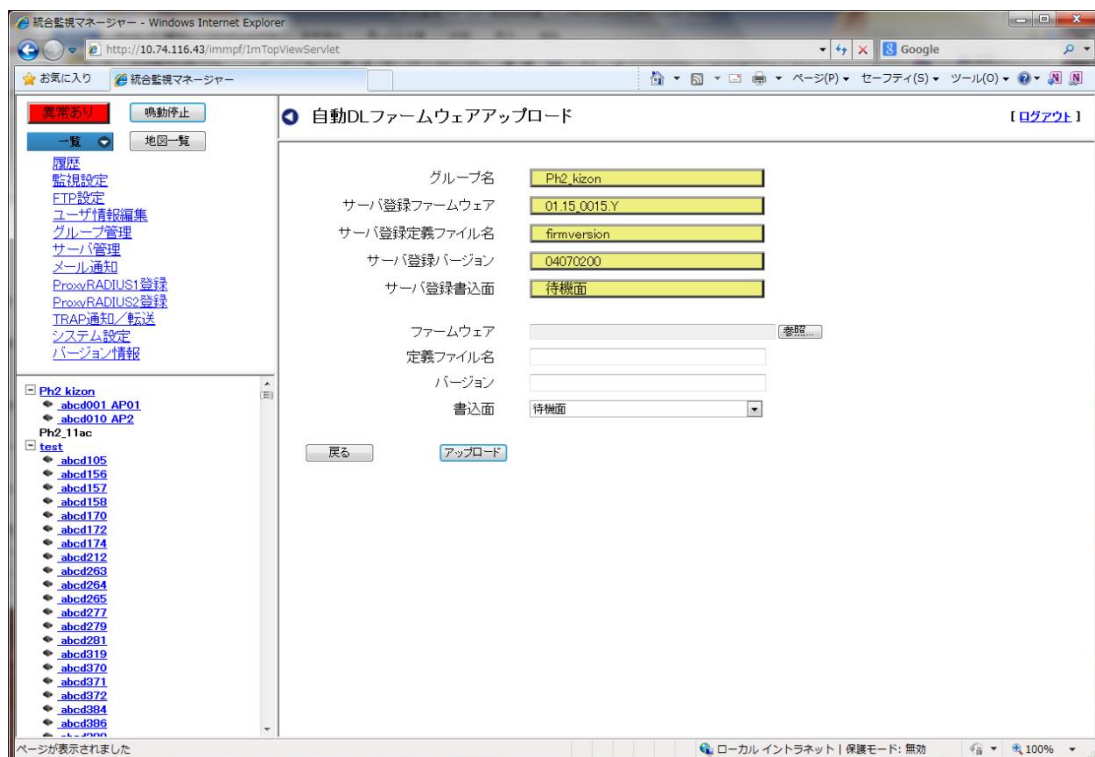 統合監視マネージャー - Windows Internet Explorer
http://10.74.116.43/immpf/ImTopViewServlet
Google
お気に入り
統合監視マネージャー
ページ(P)
セーフティ(S)
ツール(O)
異常あり
鳴動停止
一覧
地図一覧
履歴
監視設定
FTP設定
ユーザ情報編集
グループ管理
サーバ管理
メール通知
ProxyRADIUS1登録
ProxyRADIUS2登録
TRAP通知/転送
システム設定
バージョン情報
Ph2_kizon
abcd001_AP01
abcd010_AP2
Ph2_11ac
test
abcd105
abcd156
abcd157
abcd158
abcd170
abcd172
abcd174
abcd212
abcd263
abcd264
abcd265
abcd277
abcd279
abcd281
abcd319
abcd370
abcd371
abcd372
abcd384
abcd386
自動DLファームウェアアップロード
[ログアウト]
グループ名 Ph2_kizon
サーバ登録ファームウェア 01.15_0015.Y
サーバ登録定義ファイル名 firmversion
サーバ登録バージョン 04070200
サーバ登録書込面 待機面
ファームウェア 参照...
定義ファイル名
バージョン
書込面 待機面
戻る アップロード
ページが表示されました
ローカル イントラネット | 保護モード: 無効
100%